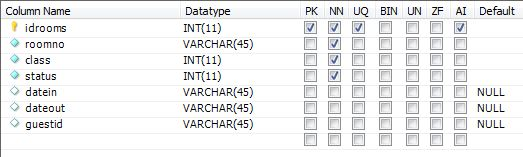 Column Name Datatype PK NN UQ BIN UN ZF AI Default
idrooms INT(11)
roomno VARCHAR(45)
class INT(11)
status INT(11)
datein VARCHAR(45) NULL
dateout VARCHAR(45) NULL
guestid VARCHAR(45) NULL